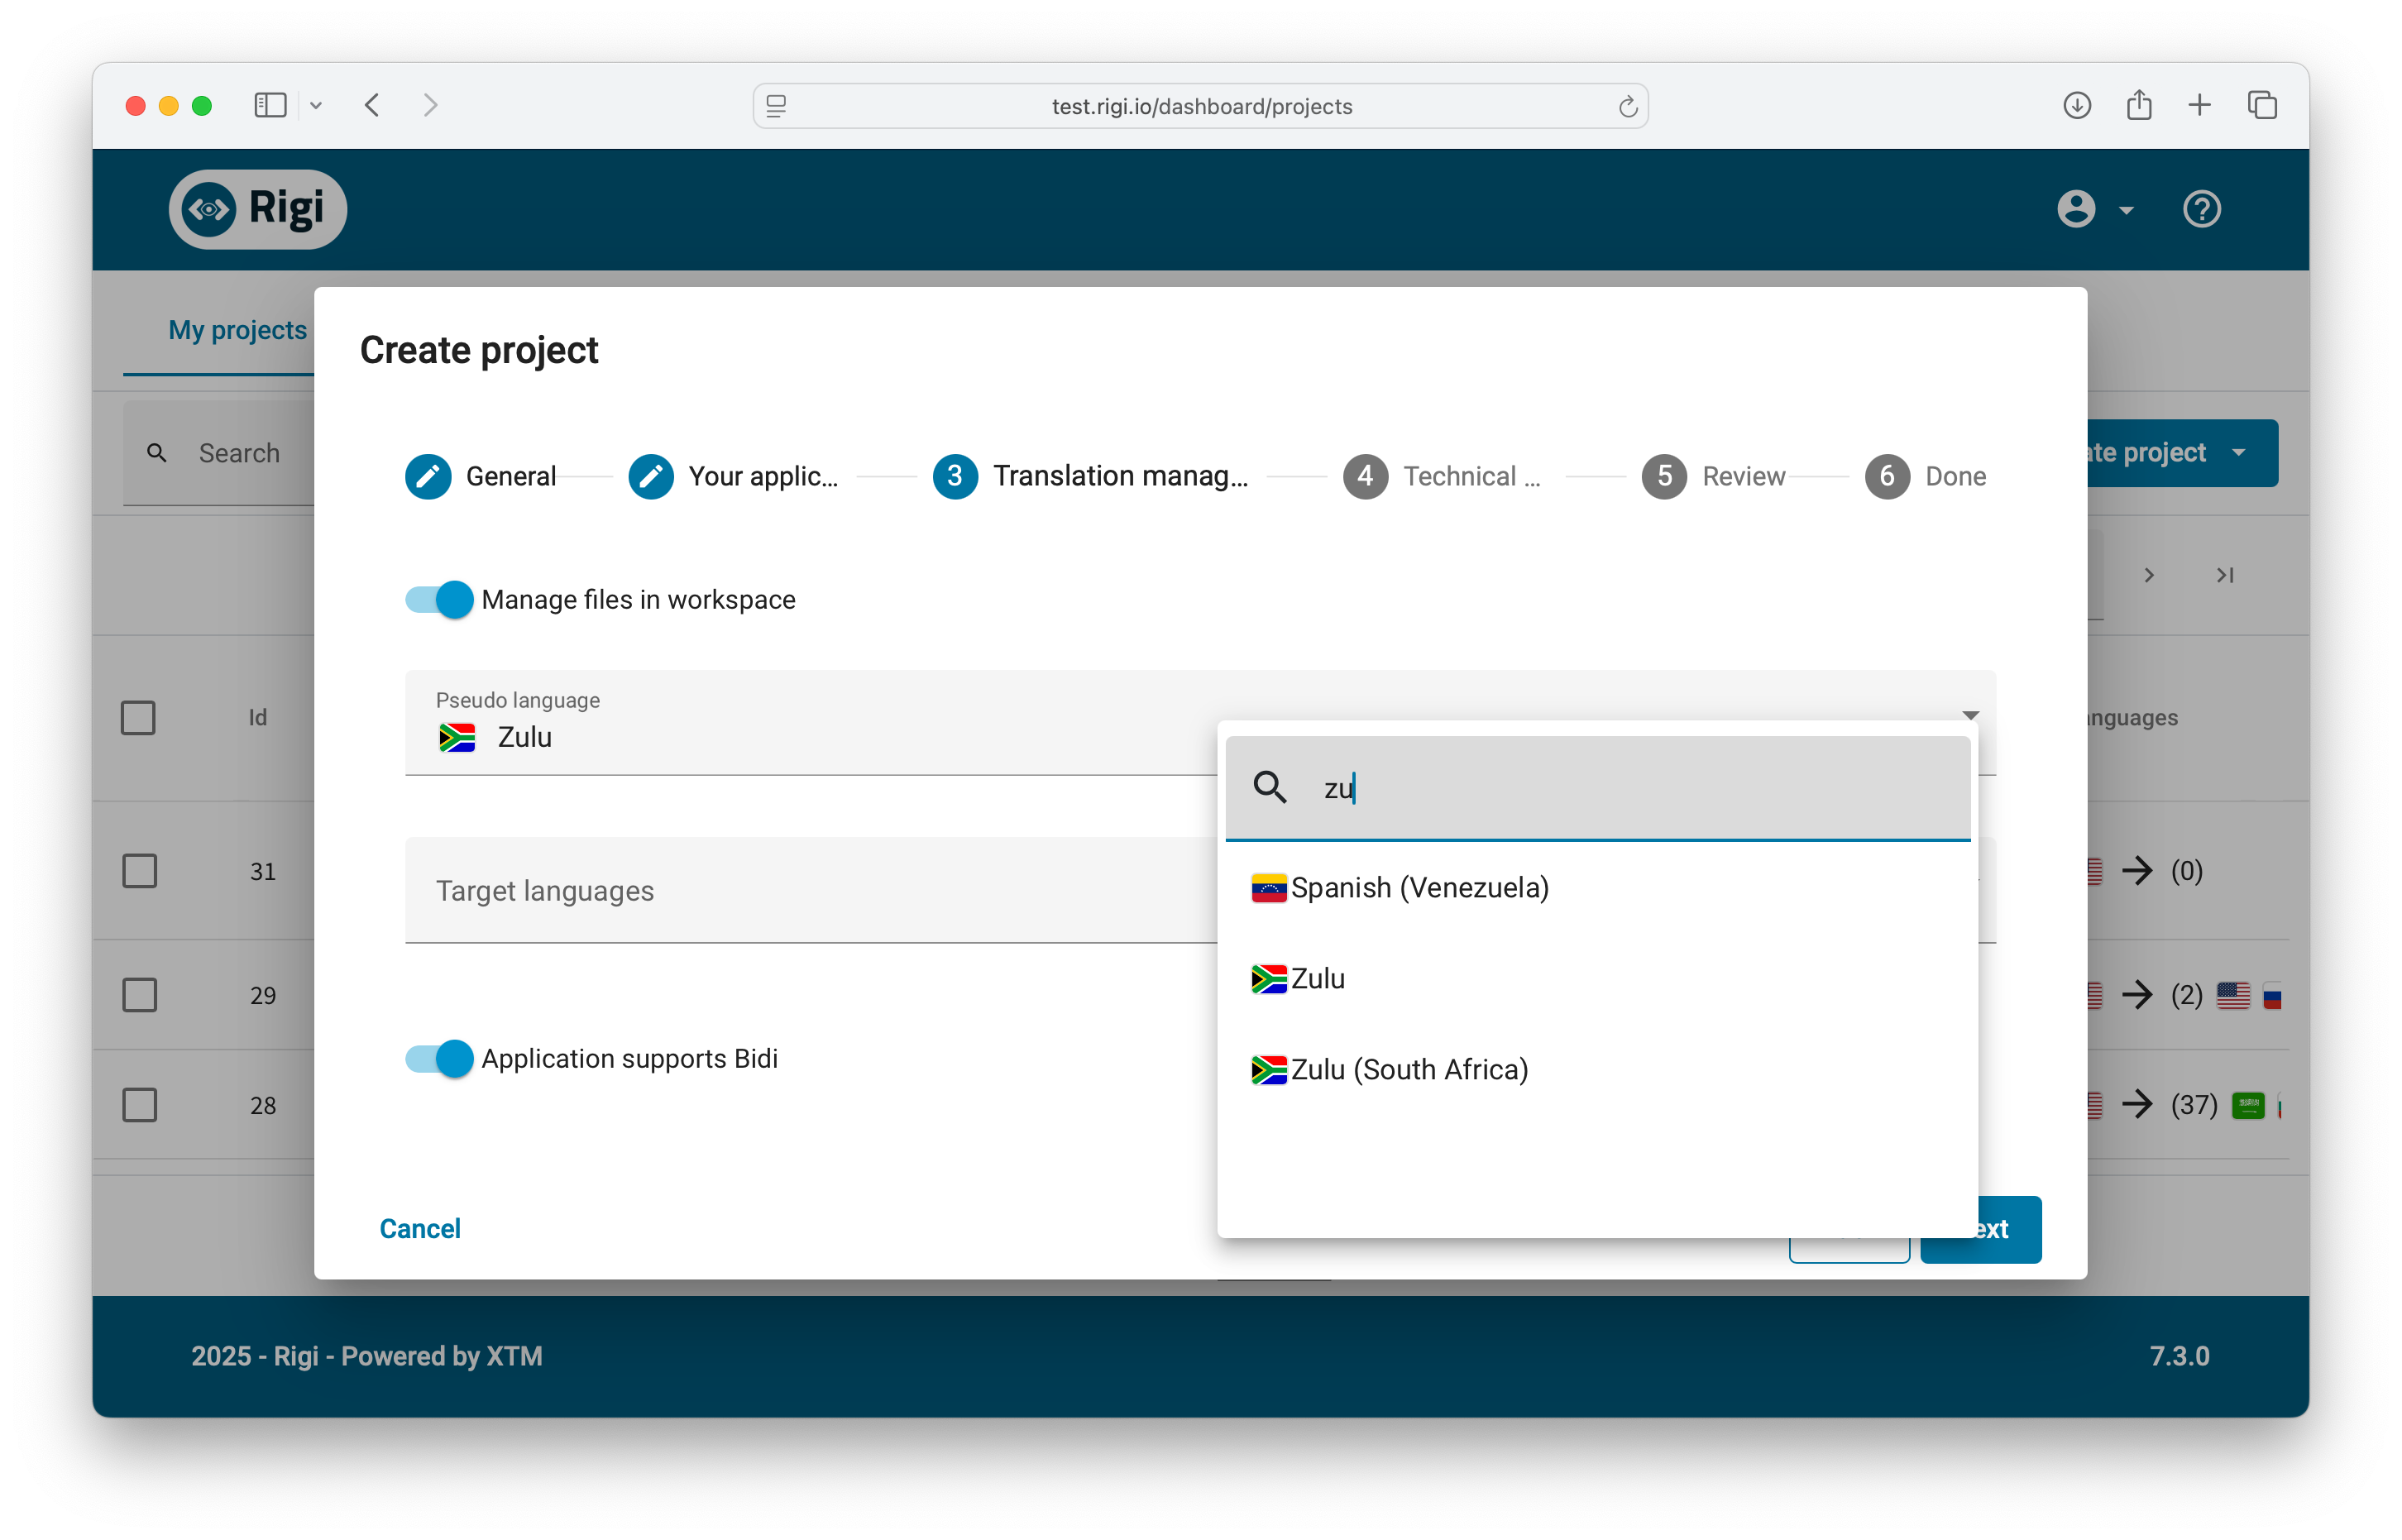 test.rigi.io/dashboard/projects
Rigi
My projects
Create project
General
Your applic...
3 Translation manag...
4 Technical ...
5 Review
6 Done
Search
ate project
Manage files in workspace
Pseudo language
Zulu
zu
Id
nguages
Target languages
Spanish (Venezuela)
Zulu
Zulu (South Africa)
31
(0)
29
(2)
Application supports Bidi
28
(37)
Cancel
ext
2025 - Rigi - Powered by XTM
7.3.0